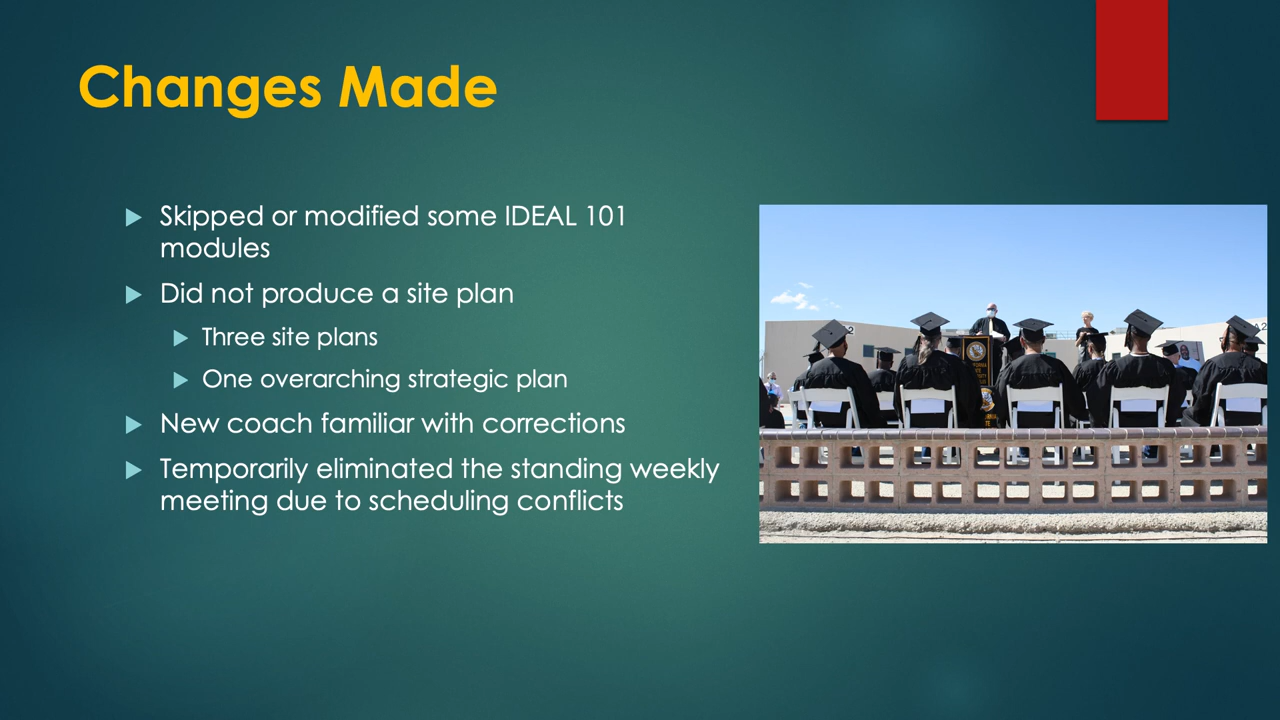 Changes Made
Skipped or modified some IDEAL 101
modules
Did not produce a site plan
Three site plans
One overarching strategic plan
New coach familiar with corrections
Temporarily eliminated the standing weekly
meeting due to scheduling conflicts